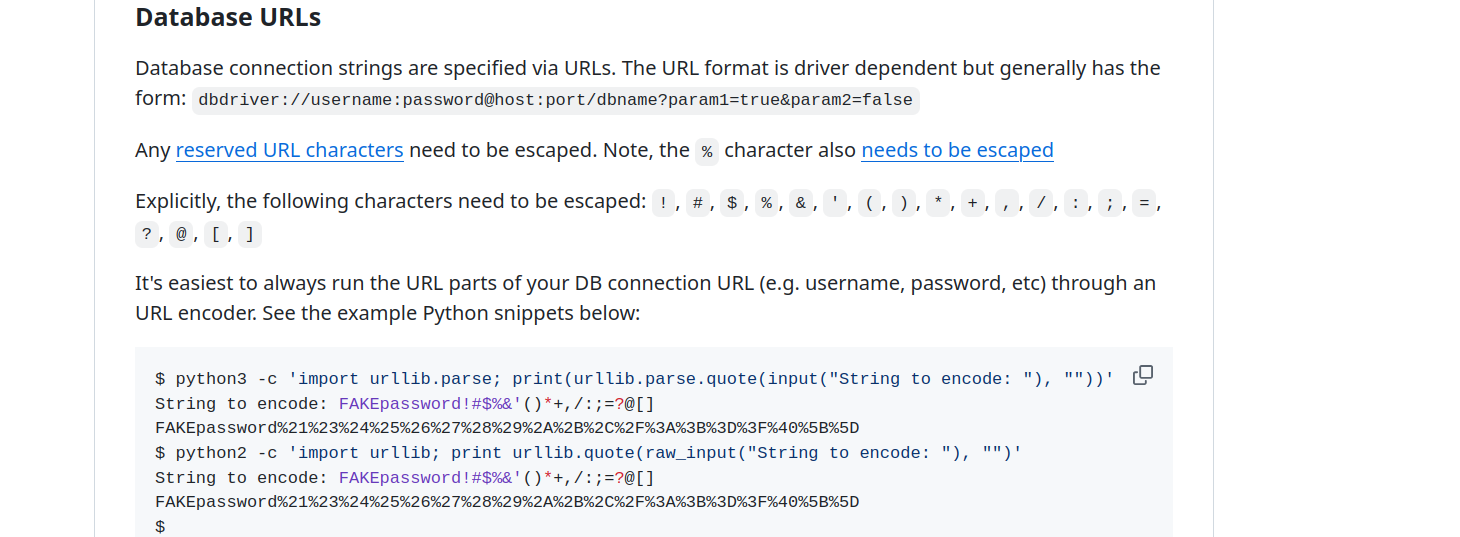 Database URLs
Database connection strings are specified via URLs. The URL format is driver dependent but generally has the
form: dbdriver://username:password@host:port/dbname?param1=true&param2=false
Any reserved URL characters need to be escaped. Note, the % character also needs to be escaped
Explicitly, the following characters need to be escaped: !, #, $, %, &, ', (, ), *, +, ,, /, :, ;, =,
?, @, [, ]
It's easiest to always run the URL parts of your DB connection URL (e.g. username, password, etc) through an
URL encoder. See the example Python snippets below:
$ python3 -c 'import urllib.parse; print(urllib.parse.quote(input("String to encode: "), ""))'
String to encode: FAKEpassword!#$%&'()*+,/:;=?@[]
FAKEpassword%21%23%24%25%26%27%28%29%2A%2B%2C%2F%3A%3B%3D%3F%40%5B%5D
$ python2 -c 'import urllib; print urllib.quote(raw_input("String to encode: "), "")'
String to encode: FAKEpassword!#$%&'()*+,/:;=?@[]
FAKEpassword%21%23%24%25%26%27%28%29%2A%2B%2C%2F%3A%3B%3D%3F%40%5B%5D
$